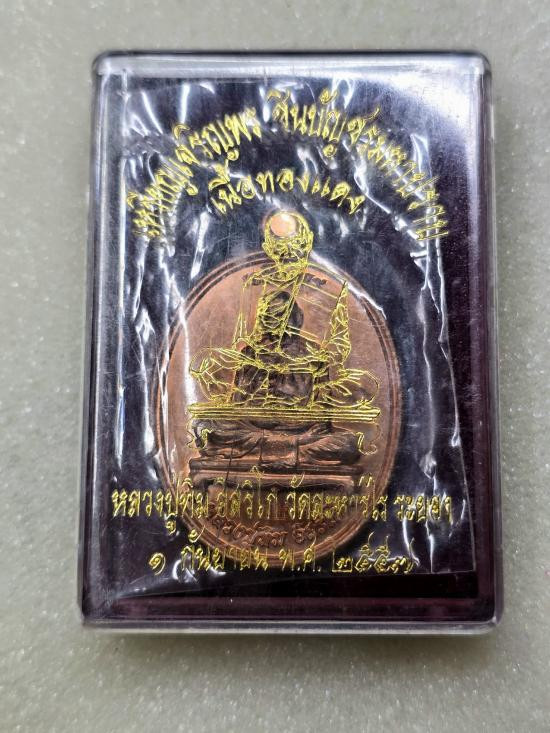 เหรียญเจริญพร ชินบัญชรมหาปราบ
เนื้อทองแดง
หลวงปู่ทิม อิสริโก วัดละหารไร่ ระยอง
๑ กันยายน พ.ศ. ๒๕๕๗